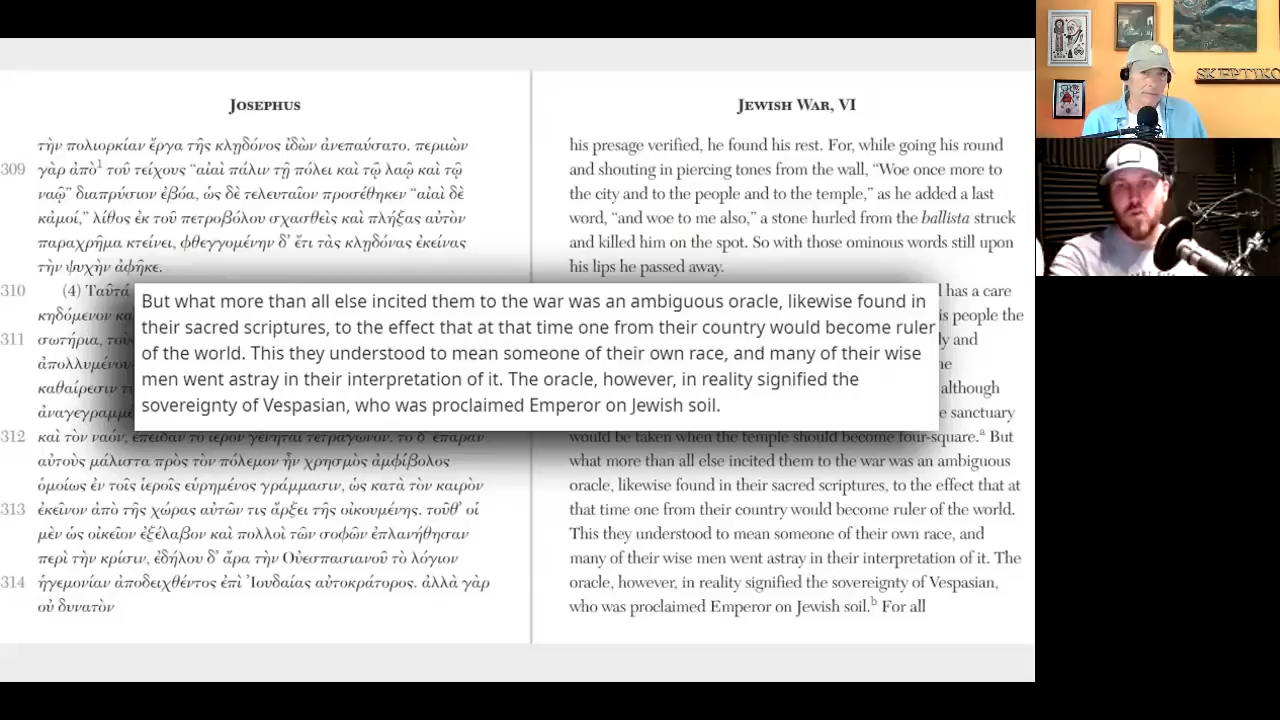 JOSEPHUS
τὴν πολιορκίαν ἔργα τῆς κλῃδόνος ἰδὼν ἀνεπαύσατο. περιιὼν
309 γὰρ ἀπὸ¹ τοῦ τείχους “αἰαὶ πάλιν τῇ πόλει καὶ τῷ λαῷ καὶ τῷ
ναῷ” διαπρύσιον ἐβόα, ὡς δὲ τελευταῖον προσέθηκεν “αἰαὶ δὲ
κἀμοί,” λίθος ἐκ τοῦ πετροβόλου σχασθεὶς καὶ πλήξας αὐτὸν
παραχρῆμα κτείνει, φθεγγομένην δ’ ἔτι τὰς κλῃδόνας ἐκείνας
τὴν ψυχὴν ἀφῆκε.
310 (4) Ταῦτά
κηδόμενον
311 σωτήρια,
ἀπολλυμένου
καθαίρεσιν
ἀναγεγραμμέ
312 καὶ τὸν ναόν, ἐπειδὰν τὸ ἱερὸν γένηται τετράγωνον. τὸ δ’ ἐπᾶραν
αὐτοὺς μάλιστα πρὸς τὸν πόλεμον ἦν χρησμὸς ἀμφίβολος
ὁμοίως ἐν τοῖς ἱεροῖς εὑρημένος γράμμασιν, ὡς κατὰ τὸν καιρὸν
313 ἐκεῖνον ἀπὸ τῆς χώρας αὐτῶν τις ἄρξει τῆς οἰκουμένης. τοῦθ’ οἱ
μὲν ὡς οἰκεῖον ἐξέλαβον καὶ πολλοὶ τῶν σοφῶν ἐπλανήθησαν
περὶ τὴν κρίσιν, ἐδήλου δ’ ἄρα τὴν Οὐεσπασιανοῦ τὸ λόγιον
314 ἡγεμονίαν ἀποδειχθέντος ἐπὶ Ἰουδαίας αὐτοκράτορος. ἀλλὰ γὰρ
οὐ δυνατὸν
JEWISH WAR, VI
his presage verified, he found his rest. For, while going his round
and shouting in piercing tones from the wall, “Woe once more to
the city and to the people and to the temple,” as he added a last
word, “and woe to me also,” a stone hurled from the ballista struck
and killed him on the spot. So with those ominous words still upon
his lips he passed away.
has a care
his people the
and
although
sanctuary
would be taken when the temple should become four-square.ᵃ But
what more than all else incited them to the war was an ambiguous
oracle, likewise found in their sacred scriptures, to the effect that at
that time one from their country would become ruler of the world.
This they understood to mean someone of their own race, and
many of their wise men went astray in their interpretation of it. The
oracle, however, in reality signified the sovereignty of Vespasian,
who was proclaimed Emperor on Jewish soil.ᵇ For all
But what more than all else incited them to the war was an ambiguous oracle, likewise found in
their sacred scriptures, to the effect that at that time one from their country would become ruler
of the world. This they understood to mean someone of their own race, and many of their wise
men went astray in their interpretation of it. The oracle, however, in reality signified the
sovereignty of Vespasian, who was proclaimed Emperor on Jewish soil.
SKEPTIKO